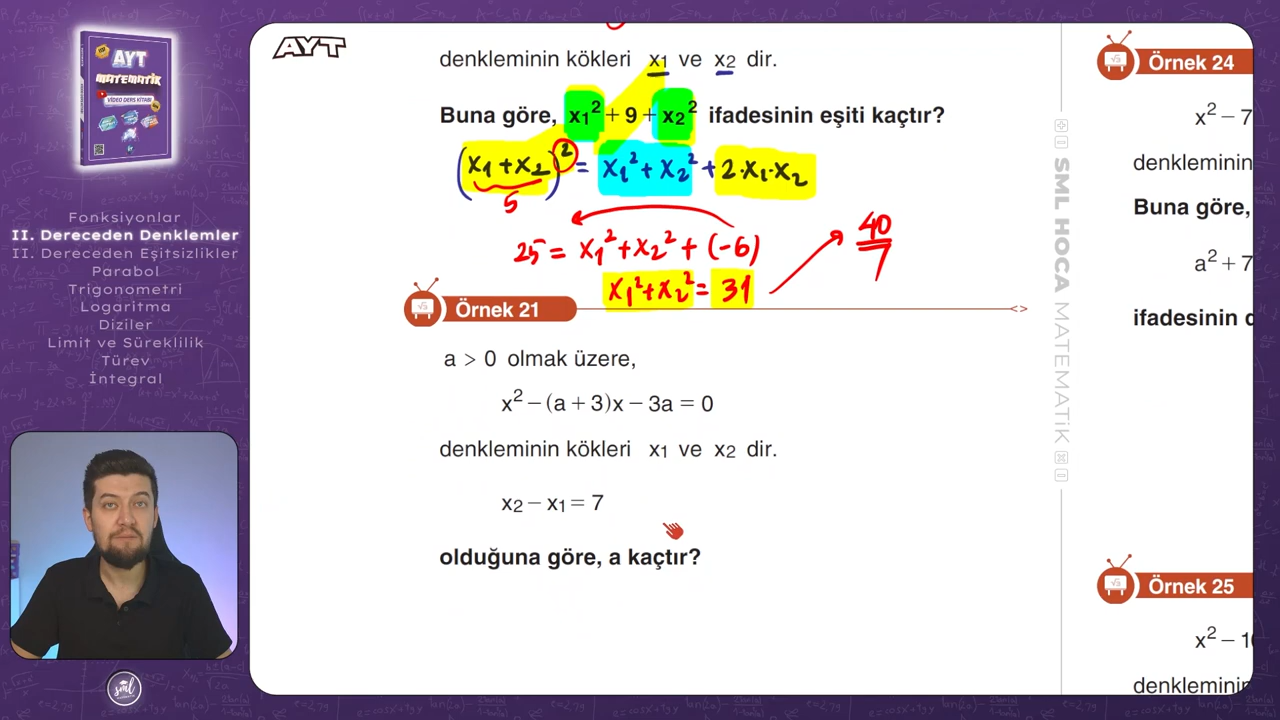 AYT
AYT
MATEMATİK
VİDEO DERS KİTABI
Fonksiyonlar
II. Dereceden Denklemler
II. Dereceden Eşitsizlikler
Parabol
Trigonometri
Logaritma
Diziler
Limit ve Süreklilik
Türev
İntegral
sml
denkleminin kökleri x₁ ve x₂ dir.
Buna göre, x₁² + 9 + x₂² ifadesinin eşiti kaçtır?
(x₁ + x₂)² = x₁² + x₂² + 2·x₁·x₂
5
25 = x₁² + x₂² + (-6)
x₁² + x₂² = 31
40
Örnek 21
a > 0 olmak üzere,
x² − (a + 3)x − 3a = 0
denkleminin kökleri x₁ ve x₂ dir.
x₂ − x₁ = 7
olduğuna göre, a kaçtır?
SML HOCA MATEMATİK
Örnek 24
x² − 7
denkleminin
Buna göre,
a² + 7
ifadesinin d
Örnek 25
x² − 1
denklemini